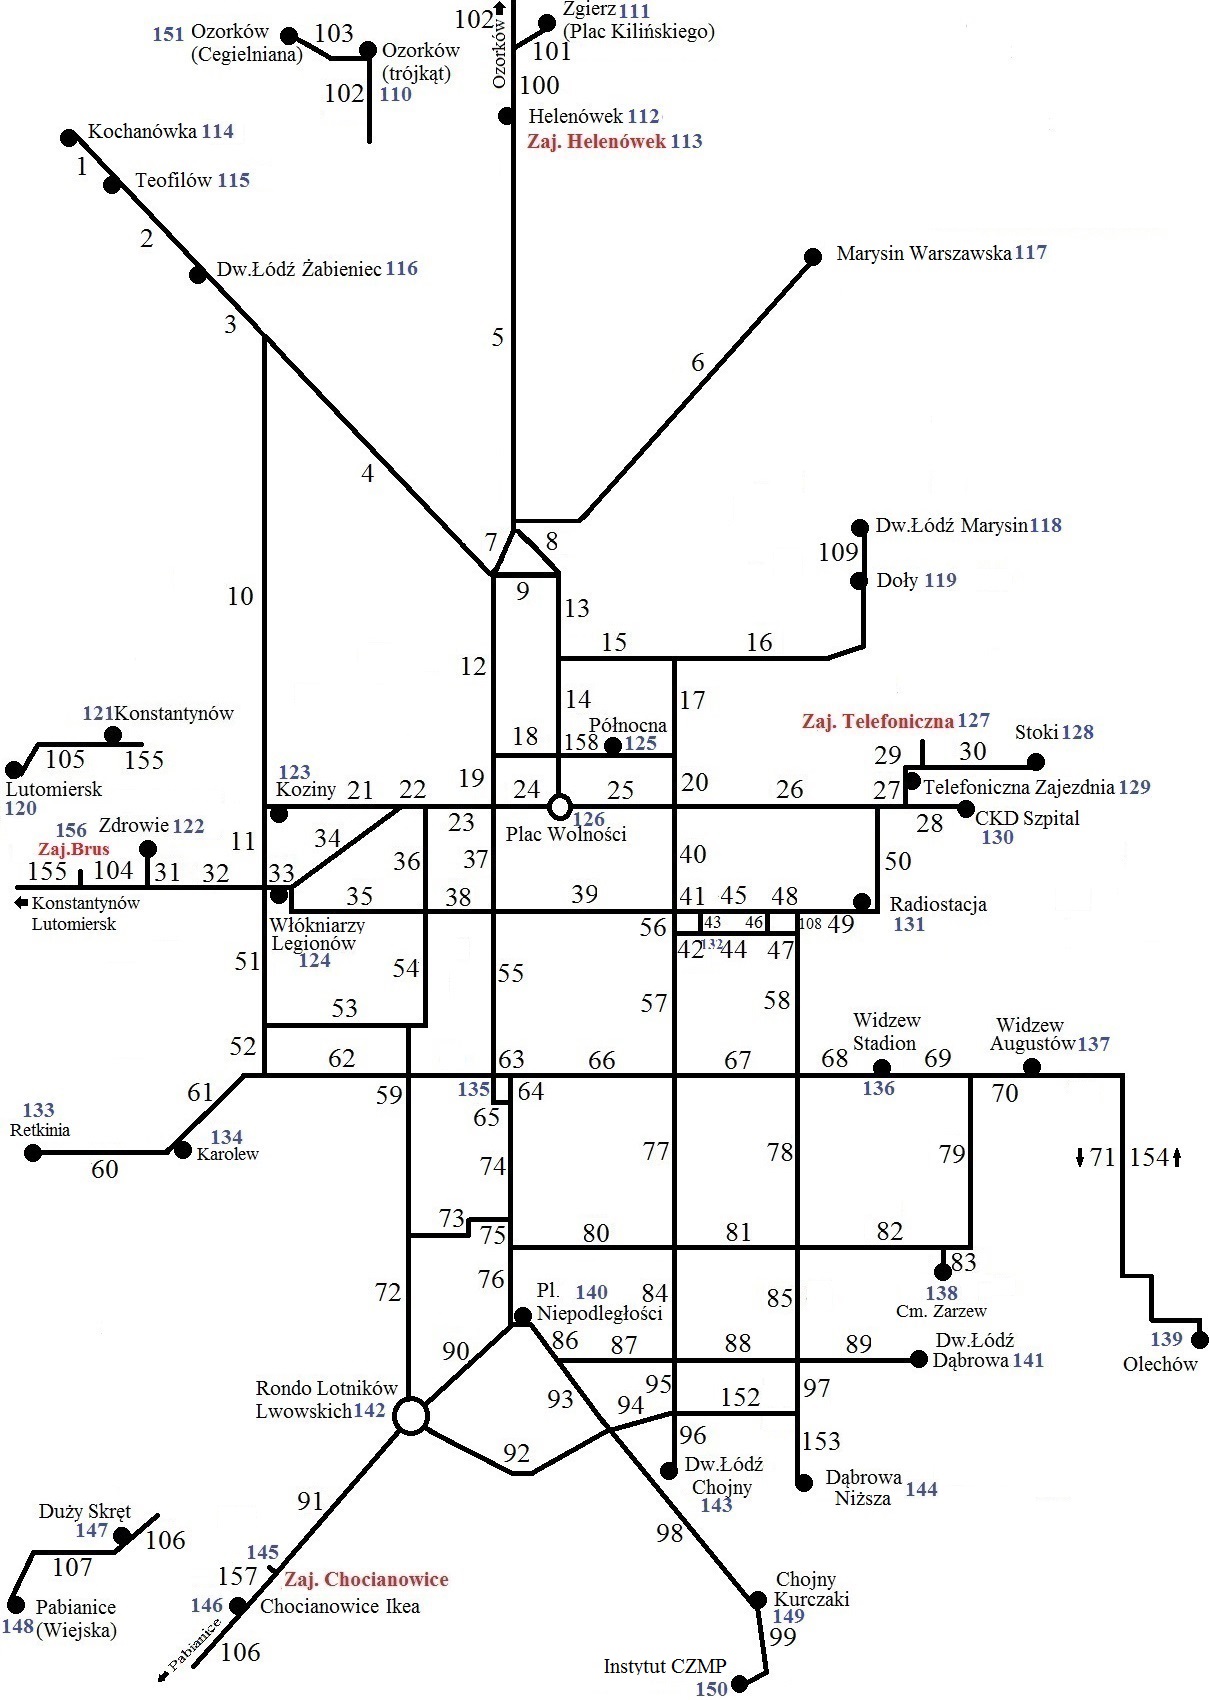 102
Ozorków
Zgierz 111
(Plac Kilińskiego)
101
100
151 Ozorków
(Cegielniana)
103
Ozorków
(trójkąt)
102 110
Helenówek 112
Zaj. Helenówek 113
Kochanówka 114
1
Teofilów 115
2
Dw.Łódź Żabieniec 116
3
Marysin Warszawska 117
5
6
4
Dw.Łódź Marysin 118
109
Doły 119
7
8
9
10
13
15
16
12
14
17
121 Konstantynów
105
155
Lutomiersk
120
18
158
Północna
125
Zaj. Telefoniczna 127
Stoki 128
29
30
123
Koziny
21
22
19
24
25
20
26
27
Telefoniczna Zajezdnia 129
23
Plac Wolności
126
28
CKD Szpital
130
156
Zaj.Brus
Zdrowie 122
11
34
36
37
40
50
155
104
31
32
33
35
38
39
41
45
48
Radiostacja
131
Konstantynów
Lutomiersk
Włókniarzy
Legionów
124
56
43
46
108
49
42
132
44
47
51
54
55
57
58
53
52
62
63
66
67
68
Widzew
Stadion
136
69
Widzew
Augustów 137
70
61
59
135
64
65
133
Retkinia
134
Karolew
60
74
77
78
79
71
154
73
75
80
81
82
83
138
Cm. Zarzew
72
76
84
85
Pl. 140
Niepodległości
139
Olechów
90
86
87
88
89
Dw.Łódź
Dąbrowa 141
Rondo Lotników
Lwowskich 142
93
94
95
152
97
92
96
153
Dw.Łódź
Chojny
143
Dąbrowa
Niższa
144
91
98
Duży Skręt
147
106
107
148
Pabianice
(Wiejska)
145
157
Zaj. Chocianowice
146
Chocianowice Ikea
Pabianice
106
Chojny
Kurczaki
149
99
Instytut CZMP
150